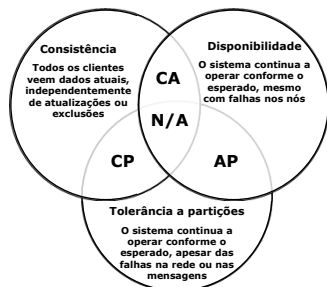 Consistência
Todos os clientes
veem dados atuais,
independentemente
de atualizações ou
exclusões
Disponibilidade
O sistema continua a
operar conforme o
esperado, mesmo
com falhas nos nós
CA
N/A
CP
AP
Tolerância a partições
O sistema continua a
operar conforme o
esperado, apesar das
falhas na rede ou nas
mensagens